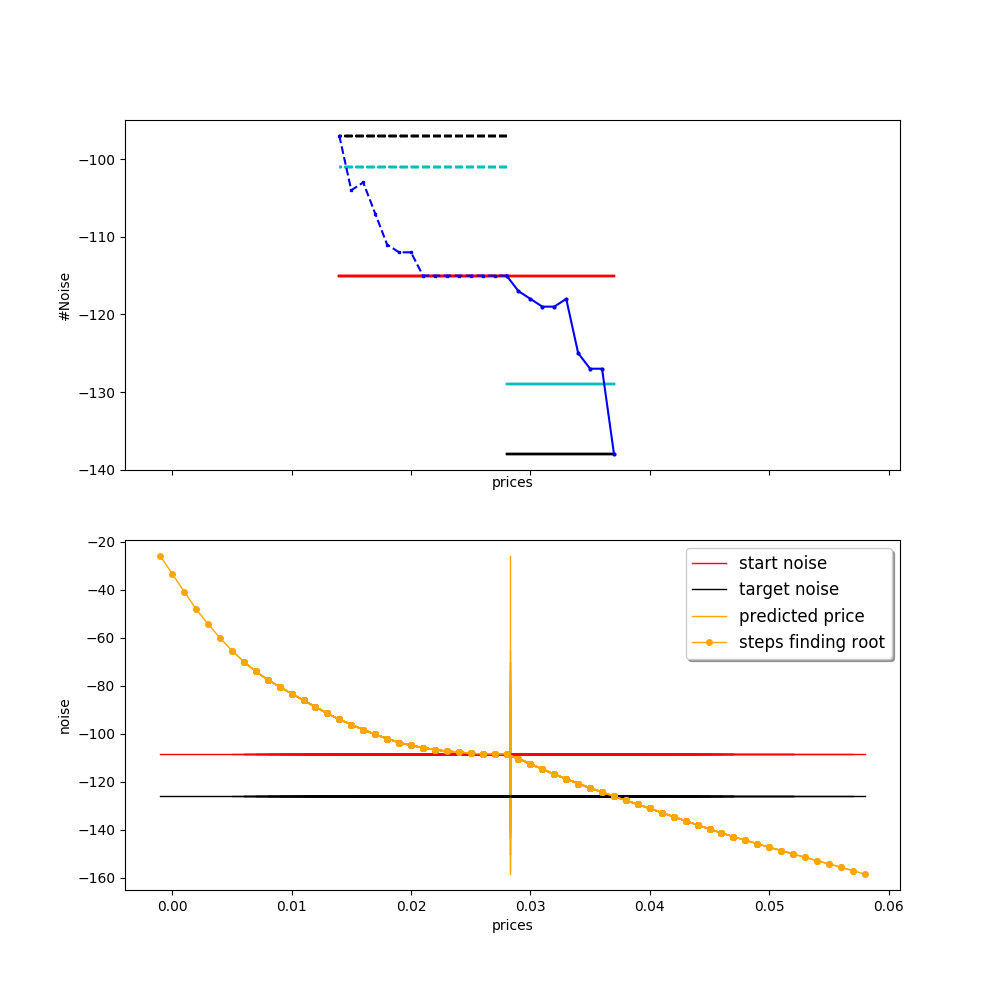 −100
−110
−120
−130
−140
#Noise
prices
−20
−40
−60
−80
−100
−120
−140
−160
noise
start noise
target noise
predicted price
steps finding root
0.00 0.01 0.02 0.03 0.04 0.05 0.06
prices